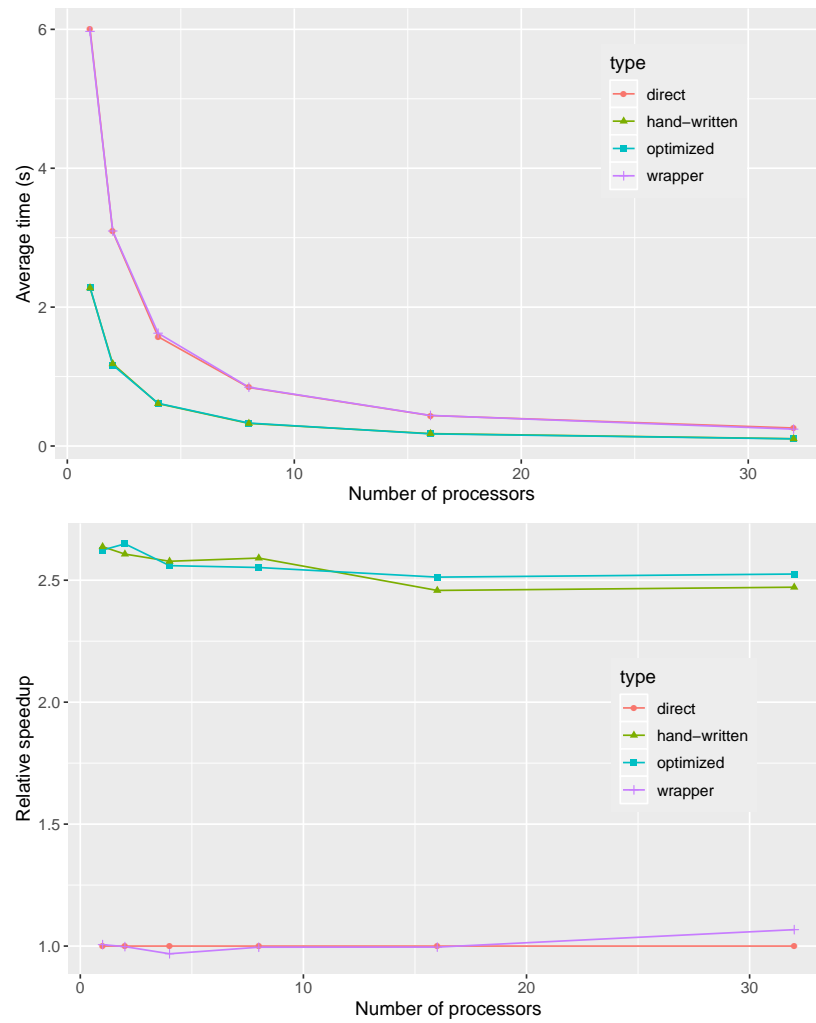 6
4
2
0
Average time (s)
type
direct
hand−written
optimized
wrapper
0
10
20
30
Number of processors
2.5
2.0
1.5
1.0
Relative speedup
type
direct
hand−written
optimized
wrapper
0
10
20
30
Number of processors